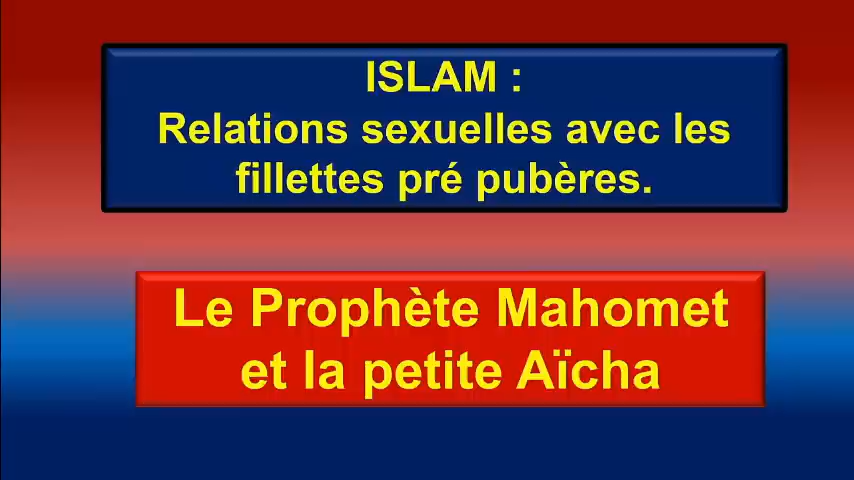 ISLAM :
Relations sexuelles avec les
fillettes pré pubères.
Le Prophète Mahomet
et la petite Aïcha